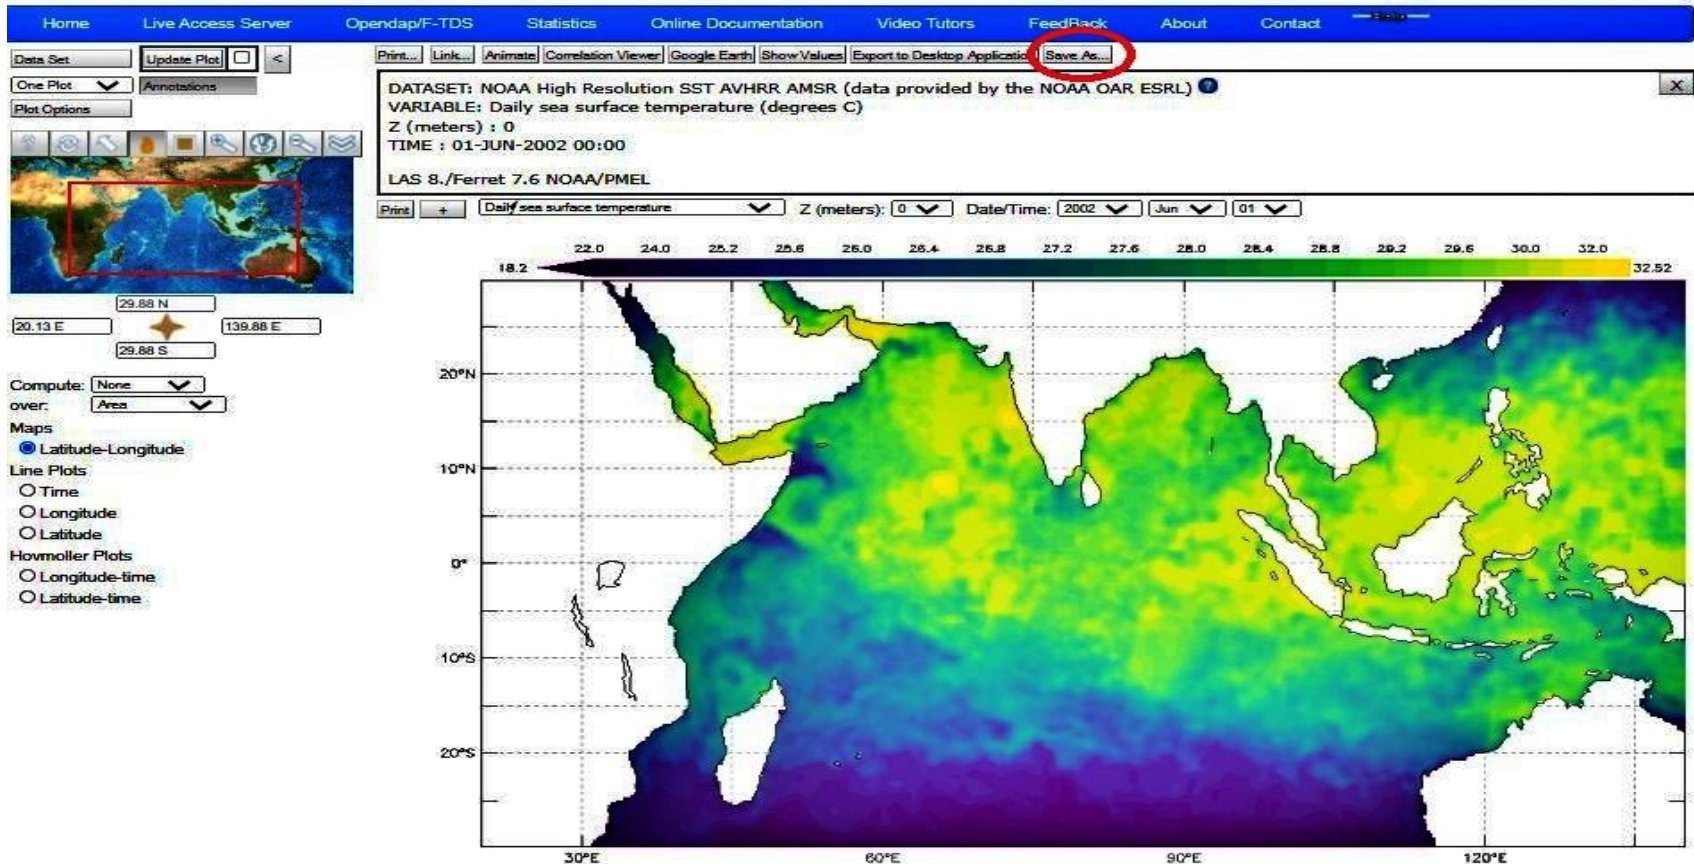 Home Live Access Server Opendap/F-TDS Statistics Online Documentation Video Tutors FeedBack About Contact Help
Data Set Update Plot <
Print... Link... Animate Correlation Viewer Google Earth Show Values Export to Desktop Applicatio Save As...
One Plot Annotations
Plot Options
DATASET: NOAA High Resolution SST AVHRR AMSR (data provided by the NOAA OAR ESRL) ?
X
VARIABLE: Daily sea surface temperature (degrees C)
Z (meters) : 0
TIME : 01-JUN-2002 00:00
LAS 8./Ferret 7.6 NOAA/PMEL
Print + Daily sea surface temperature Z (meters): 0 Date/Time: 2002 Jun 01
29.88 N
20.13 E 139.88 E
29.88 S
Compute: None
over: Area
Maps
Latitude-Longitude
Line Plots
Time
Longitude
Latitude
Hovmoller Plots
Longitude-time
Latitude-time
22.0 24.0 25.2 25.6 26.0 26.4 26.8 27.2 27.6 28.0 28.4 28.8 29.2 29.6 30.0 32.0
18.2 32.52
20°N
10°N
0°
10°S
20°S
30°E 60°E 90°E 120°E